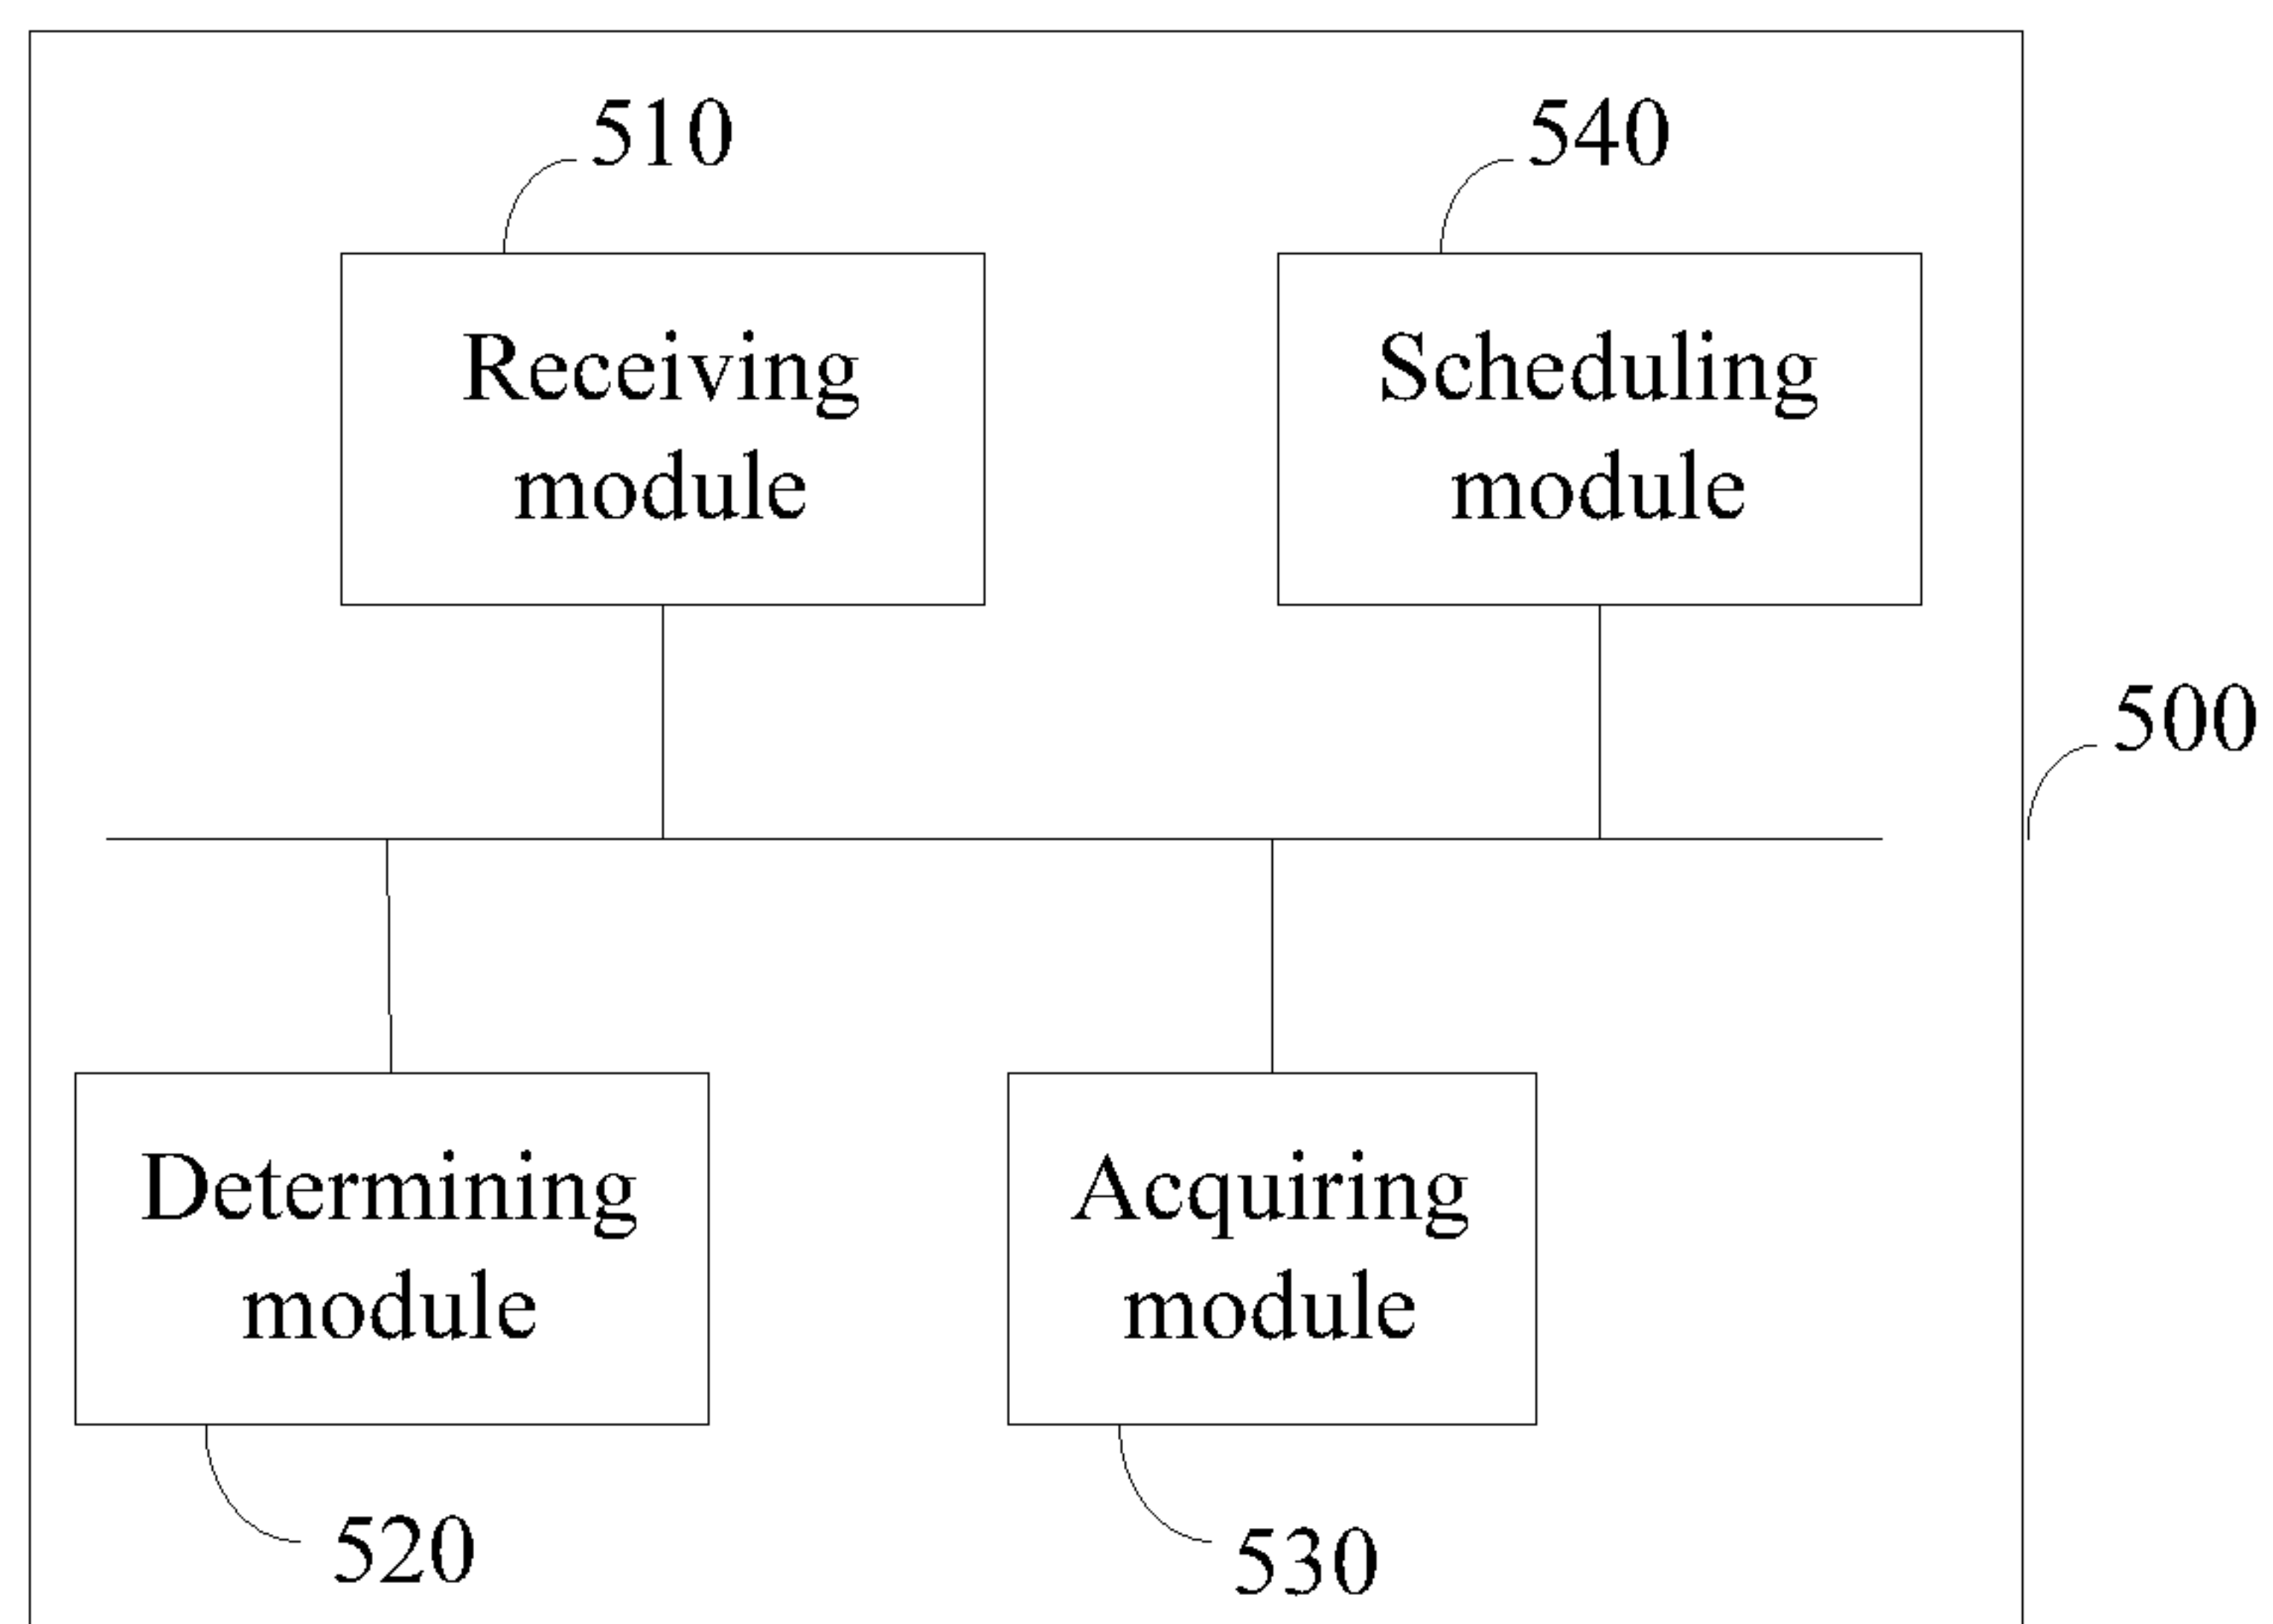 510
540
Receiving
module
Scheduling
module
500
Determining
module
Acquiring
module
520
530